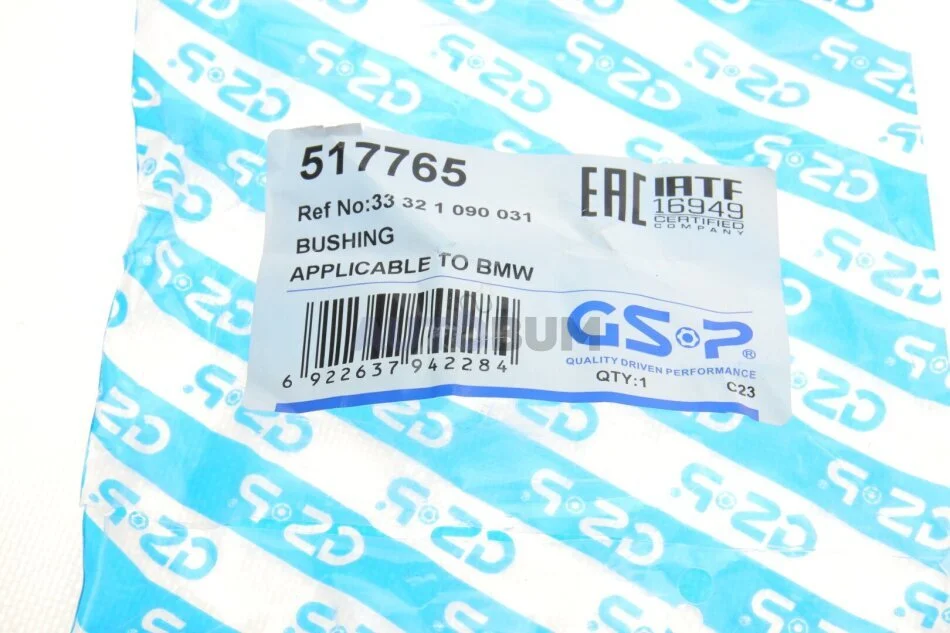 517765
Ref No:33 32 1 090 031
BUSHING
APPLICABLE TO BMW
EAC
IATF
16949
CERTIFIED
COMPANY
6 922637 942284
AUTOBUM
GSP®
QUALITY DRIVEN PERFORMANCE
QTY:1
C23